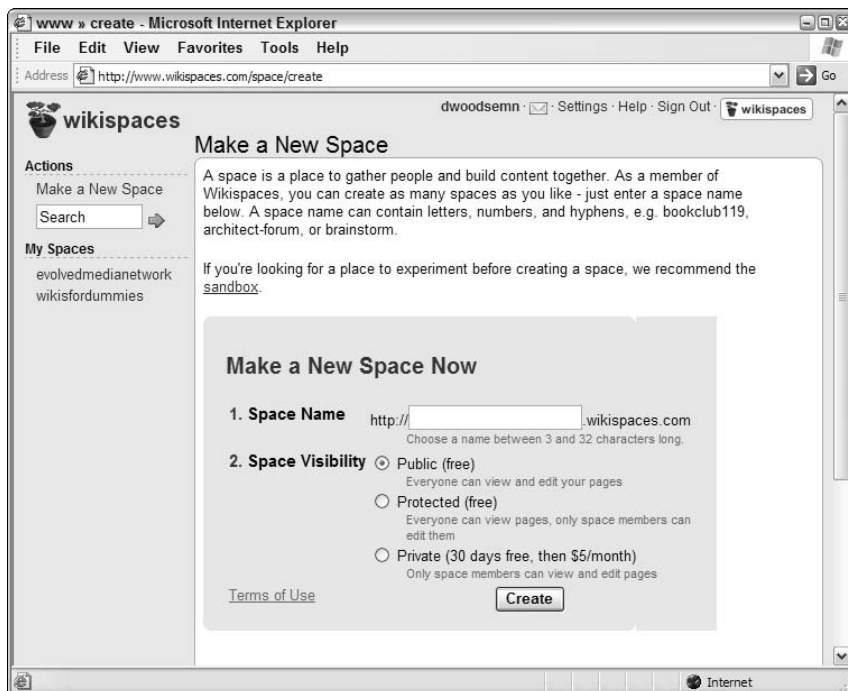 www » create - Microsoft Internet Explorer
File Edit View Favorites Tools Help
Address http://www.wikispaces.com/space/create Go
dwoodsemn · Settings · Help · Sign Out · wikispaces
wikispaces
Make a New Space
Actions
Make a New Space
Search
My Spaces
evolvedmedianetwork
wikisfordummies
A space is a place to gather people and build content together. As a member of
Wikispaces, you can create as many spaces as you like - just enter a space name
below. A space name can contain letters, numbers, and hyphens, e.g. bookclub119,
architect-forum, or brainstorm.
If you're looking for a place to experiment before creating a space, we recommend the
sandbox.
Make a New Space Now
1. Space Name http:// .wikispaces.com
Choose a name between 3 and 32 characters long.
2. Space Visibility Public (free)
Everyone can view and edit your pages
Protected (free)
Everyone can view pages, only space members can
edit them
Private (30 days free, then $5/month)
Only space members can view and edit pages
Terms of Use Create
Internet